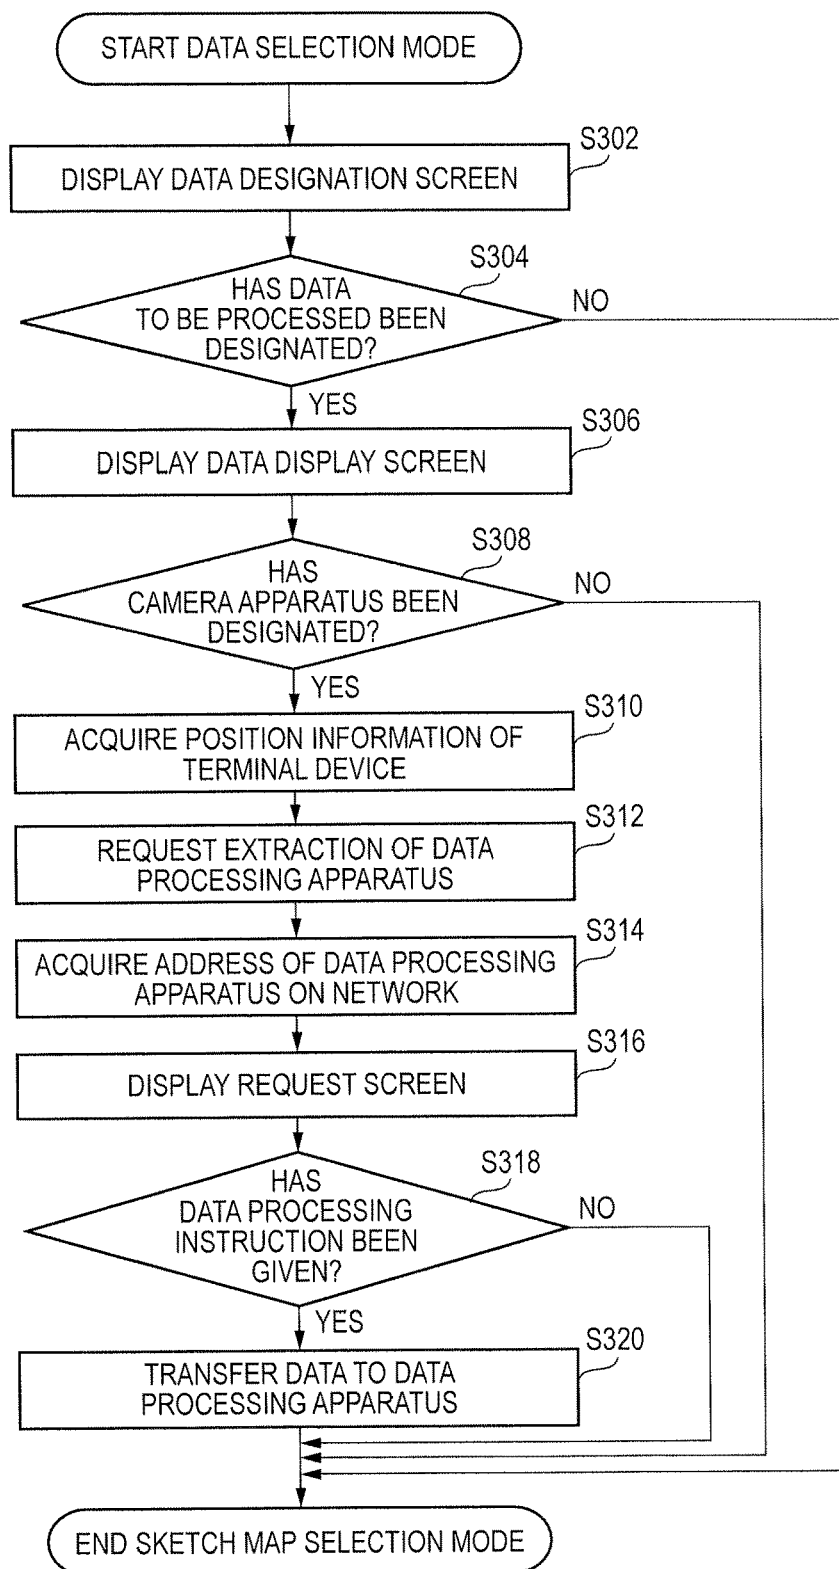 START DATA SELECTION MODE
S302
DISPLAY DATA DESIGNATION SCREEN
S304
HAS DATA
TO BE PROCESSED BEEN
DESIGNATED?
NO
YES
S306
DISPLAY DATA DISPLAY SCREEN
S308
HAS
CAMERA APPARATUS BEEN
DESIGNATED?
NO
YES
S310
ACQUIRE POSITION INFORMATION OF
TERMINAL DEVICE
S312
REQUEST EXTRACTION OF DATA
PROCESSING APPARATUS
S314
ACQUIRE ADDRESS OF DATA PROCESSING
APPARATUS ON NETWORK
S316
DISPLAY REQUEST SCREEN
S318
HAS
DATA PROCESSING
INSTRUCTION BEEN
GIVEN?
NO
YES
S320
TRANSFER DATA TO DATA
PROCESSING APPARATUS
END SKETCH MAP SELECTION MODE